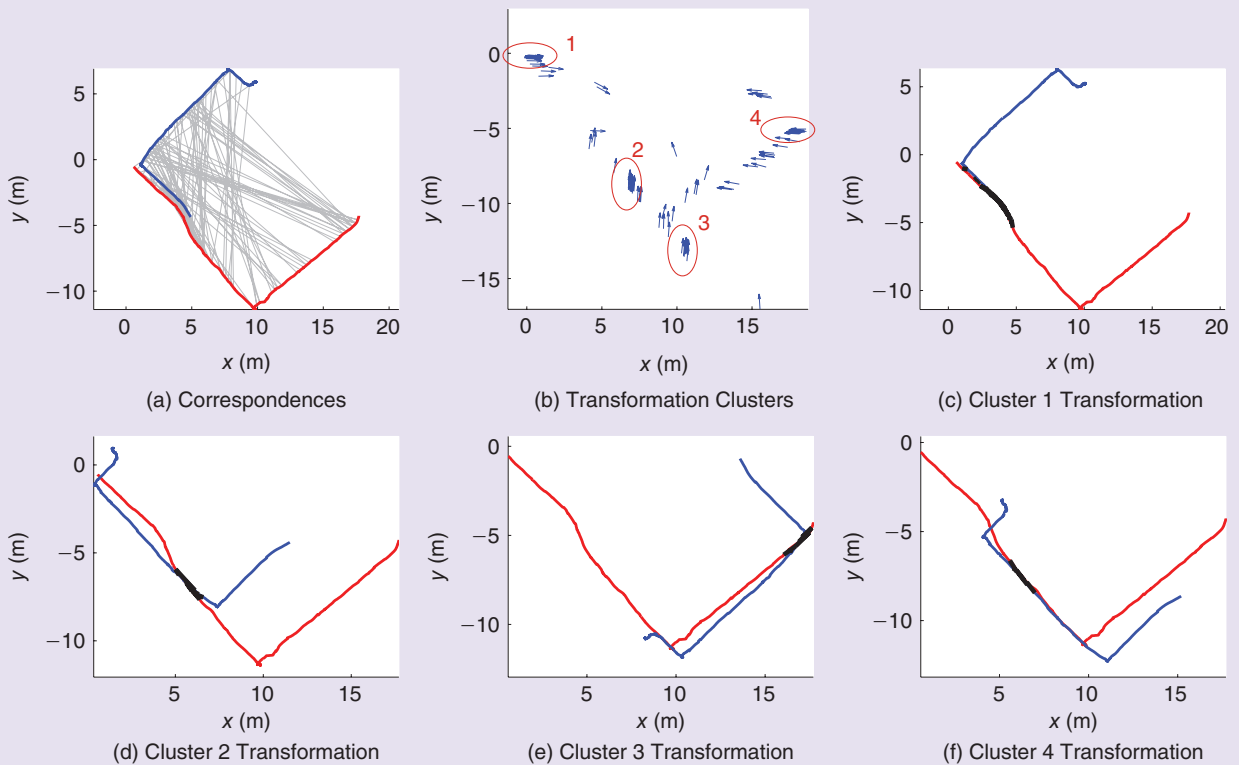 5
0
−5
−10
y (m)
0
5
10
15
20
x (m)
(a) Correspondences
0
−5
−10
−15
y (m)
1
2
3
4
0
5
10
15
x (m)
(b) Transformation Clusters
5
0
−5
−10
y (m)
0
5
10
15
20
x (m)
(c) Cluster 1 Transformation
0
−5
−10
y (m)
5
10
15
x (m)
(d) Cluster 2 Transformation
0
−5
−10
y (m)
5
10
15
x (m)
(e) Cluster 3 Transformation
0
−5
−10
y (m)
5
10
15
x (m)
(f) Cluster 4 Transformation